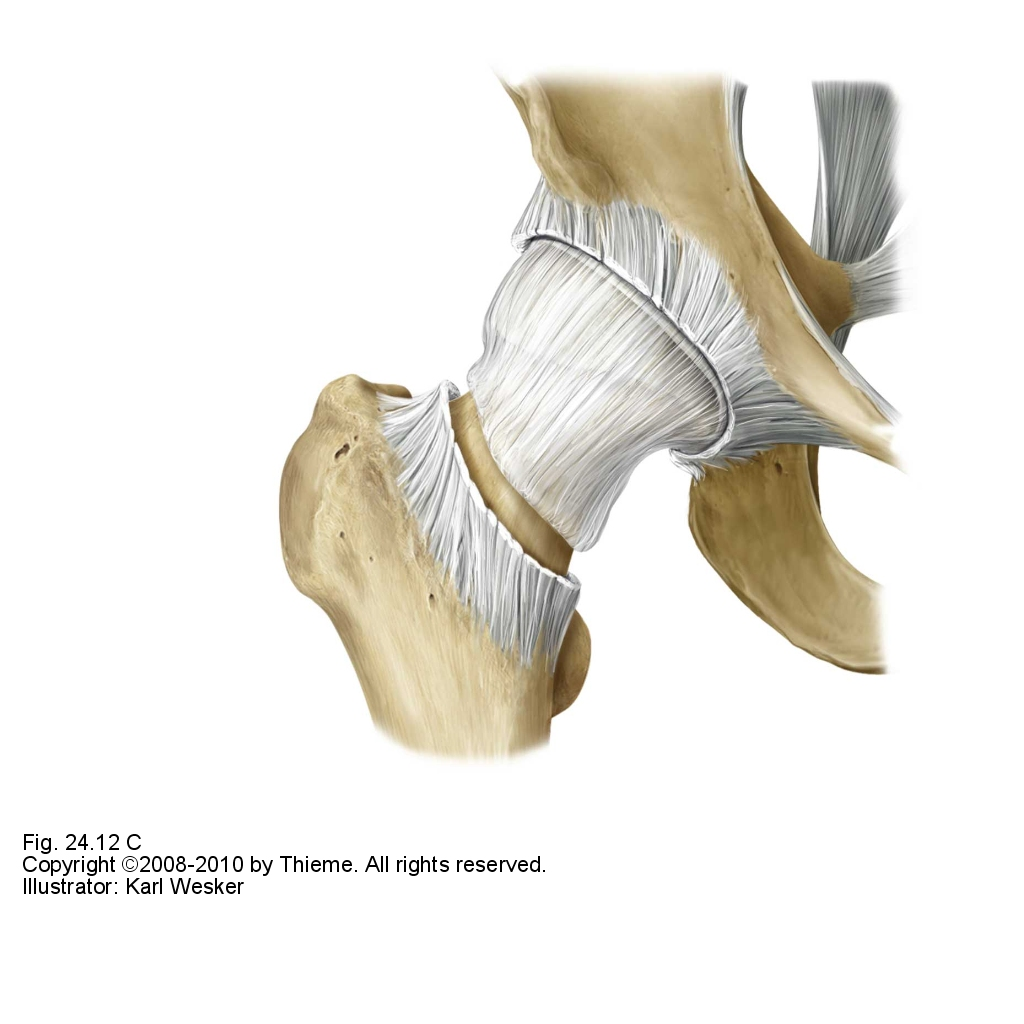 Fig. 24.12 C
Copyright ©2008-2010 by Thieme. All rights reserved.
Illustrator: Karl Wesker